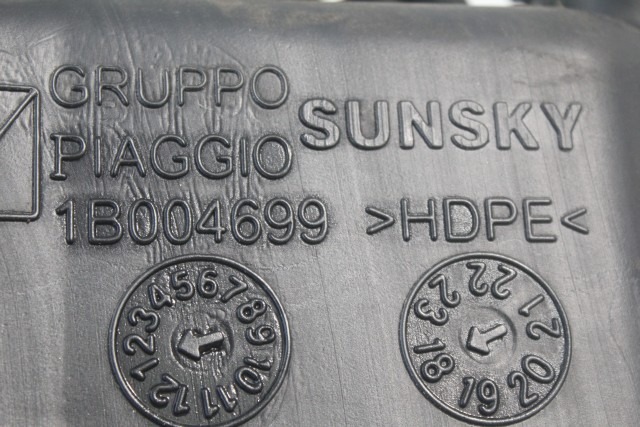 GRUPPO
PIAGGIO
1B004699
SUNSKY
>HDPE<
1 2 3 4 5 6 7 8 9 10 11 12
18 19 20 21 22 23